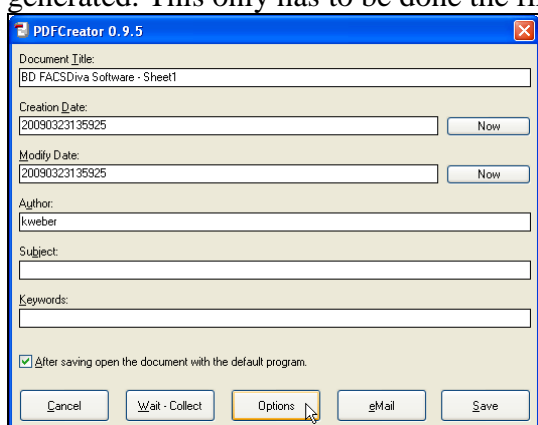 generated. This only has to be done the
PDFCreator 0.9.5
Document Title:
BD FACSDiva Software - Sheet1
Creation Date:
20090323135925
Now
Modify Date:
20090323135925
Now
Author:
kweber
Subject:
Keywords:
After saving open the document with the default program.
Cancel Wait - Collect Options eMail Save